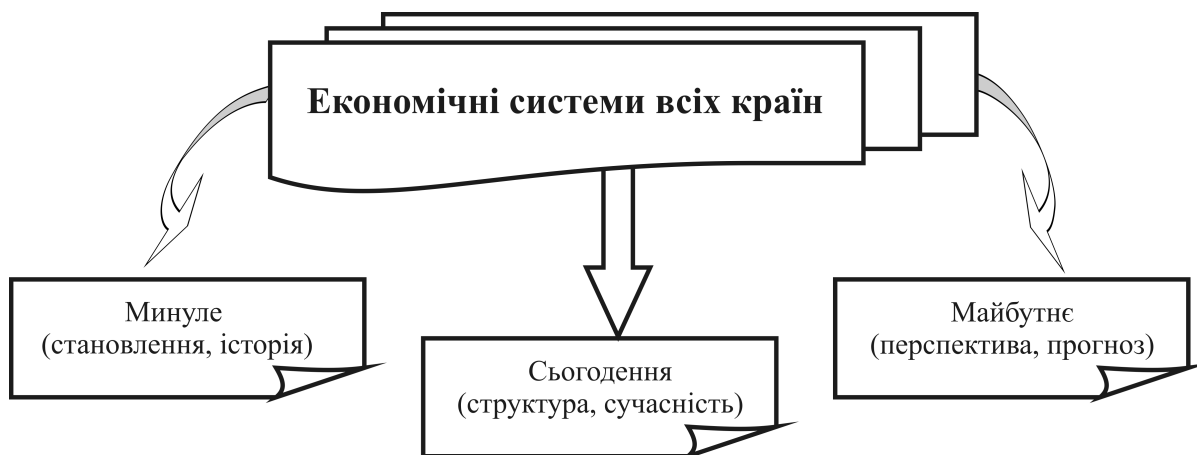 Економічні системи всіх країн
Минуле
(становлення, історія)
Сьогодення
(структура, сучасність)
Майбутнє
(перспектива, прогноз)